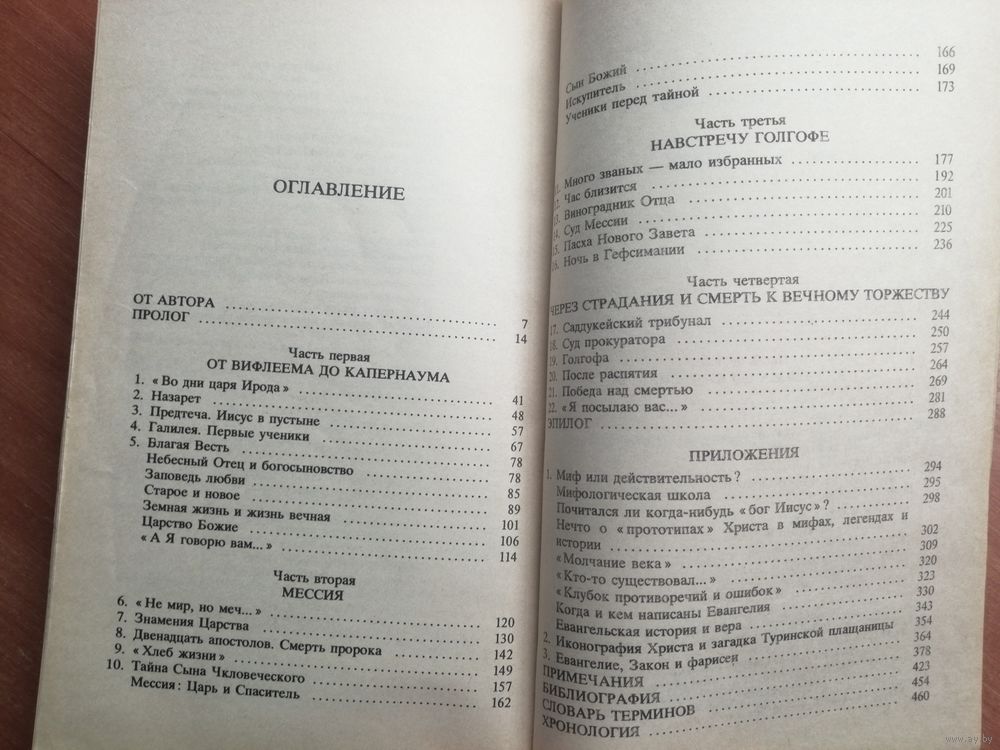 ОГЛАВЛЕНИЕ
ОТ АВТОРА 7
ПРОЛОГ 14
Часть первая
ОТ ВИФЛЕЕМА ДО КАПЕРНАУМА
1. «Во дни царя Ирода» 41
2. Назарет 48
3. Предтеча. Иисус в пустыне 57
4. Галилея. Первые ученики 67
5. Благая Весть 78
Небесный Отец и богосыновство 78
Заповедь любви 85
Старое и новое 89
Земная жизнь и жизнь вечная 101
Царство Божие 106
«А Я говорю вам...» 114
Часть вторая
МЕССИЯ
6. «Не мир, но меч...» 120
7. Знамения Царства 130
8. Двенадцать апостолов. Смерть пророка 142
9. «Хлеб жизни» 149
10. Тайна Сына Чкловеческого 157
Мессия: Царь и Спаситель 162
Сын Божий 166
Искупитель 169
Ученики перед тайной 173
Часть третья
НАВСТРЕЧУ ГОЛГОФЕ
11. Много званых — мало избранных 177
12. Час близится 192
13. Виноградник Отца 201
14. Суд Мессии 210
15. Пасха Нового Завета 225
16. Ночь в Гефсимании 236
Часть четвертая
ЧЕРЕЗ СТРАДАНИЯ И СМЕРТЬ К ВЕЧНОМУ ТОРЖЕСТВУ
17. Саддукейский трибунал 244
18. Суд прокуратора 250
19. Голгофа 257
20. После распятия 264
21. Победа над смертью 269
22. «Я посылаю вас...» 281
ЭПИЛОГ 288
ПРИЛОЖЕНИЯ
1. Миф или действительность? 294
Мифологическая школа 295
Почитался ли когда-нибудь «бог Иисус»? 298
Нечто о «прототипах» Христа в мифах, легендах и
истории 302
«Молчание века» 309
«Кто-то существовал...» 320
«Клубок противоречий и ошибок» 323
Когда и кем написаны Евангелия 330
Евангельская история и вера 343
2. Иконография Христа и загадка Туринской плащаницы 354
3. Евангелие, Закон и фарисеи 364
ПРИМЕЧАНИЯ 378
БИБЛИОГРАФИЯ 423
СЛОВАРЬ ТЕРМИНОВ 454
ХРОНОЛОГИЯ 460
www.ay.by